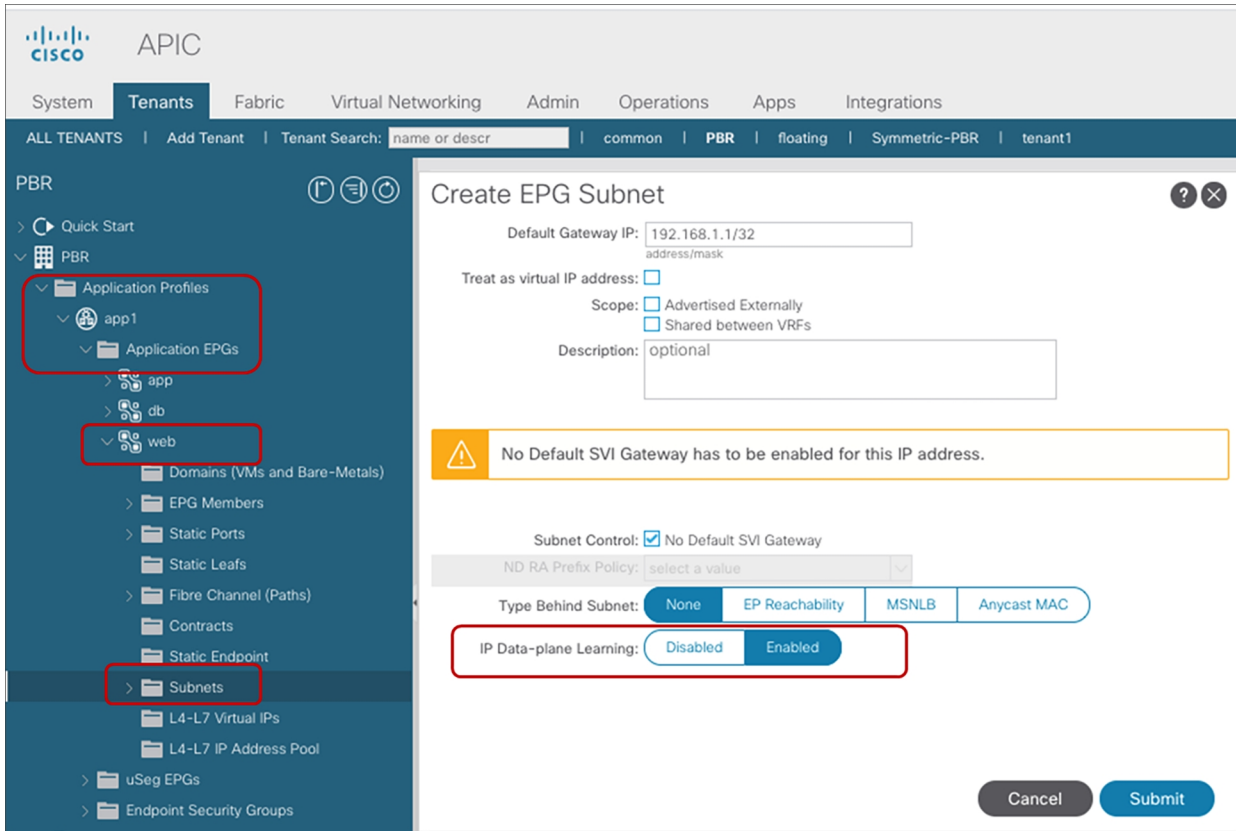 CISCO APIC
System Tenants Fabric Virtual Networking Admin Operations Apps Integrations
ALL TENANTS | Add Tenant | Tenant Search: name or descr | common | PBR | floating | Symmetric-PBR | tenant1
PBR
Quick Start
PBR
Application Profiles
app1
Application EPGs
app
db
web
Domains (VMs and Bare-Metals)
EPG Members
Static Ports
Static Leafs
Fibre Channel (Paths)
Contracts
Static Endpoint
Subnets
L4-L7 Virtual IPs
L4-L7 IP Address Pool
uSeg EPGs
Endpoint Security Groups
Create EPG Subnet
?
Default Gateway IP: 192.168.1.1/32
address/mask
Treat as virtual IP address:
Scope: Advertised Externally
Shared between VRFs
Description: optional
No Default SVI Gateway has to be enabled for this IP address.
Subnet Control: No Default SVI Gateway
ND RA Prefix Policy: select a value
Type Behind Subnet: None EP Reachability MSNLB Anycast MAC
IP Data-plane Learning: Disabled Enabled
Cancel Submit